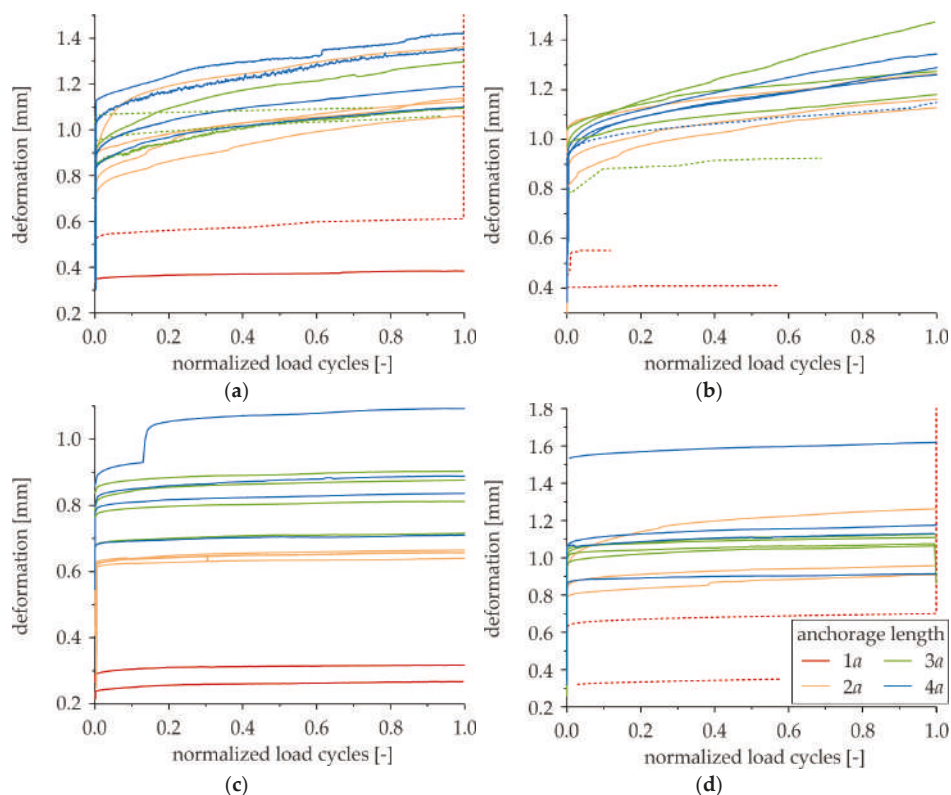 1.4
1.2
1.0
0.8
0.6
0.4
0.2
deformation [mm]
0.0 0.2 0.4 0.6 0.8 1.0
normalized load cycles [-]
(a)
1.4
1.2
1.0
0.8
0.6
0.4
deformation [mm]
0.0 0.2 0.4 0.6 0.8 1.0
normalized load cycles [-]
(b)
1.0
0.8
0.6
0.4
0.2
deformation [mm]
0.0 0.2 0.4 0.6 0.8 1.0
normalized load cycles [-]
(c)
1.8
1.6
1.4
1.2
1.0
0.8
0.6
0.4
0.2
deformation [mm]
anchorage length
1a 3a
2a 4a
0.0 0.2 0.4 0.6 0.8 1.0
normalized load cycles [-]
(d)